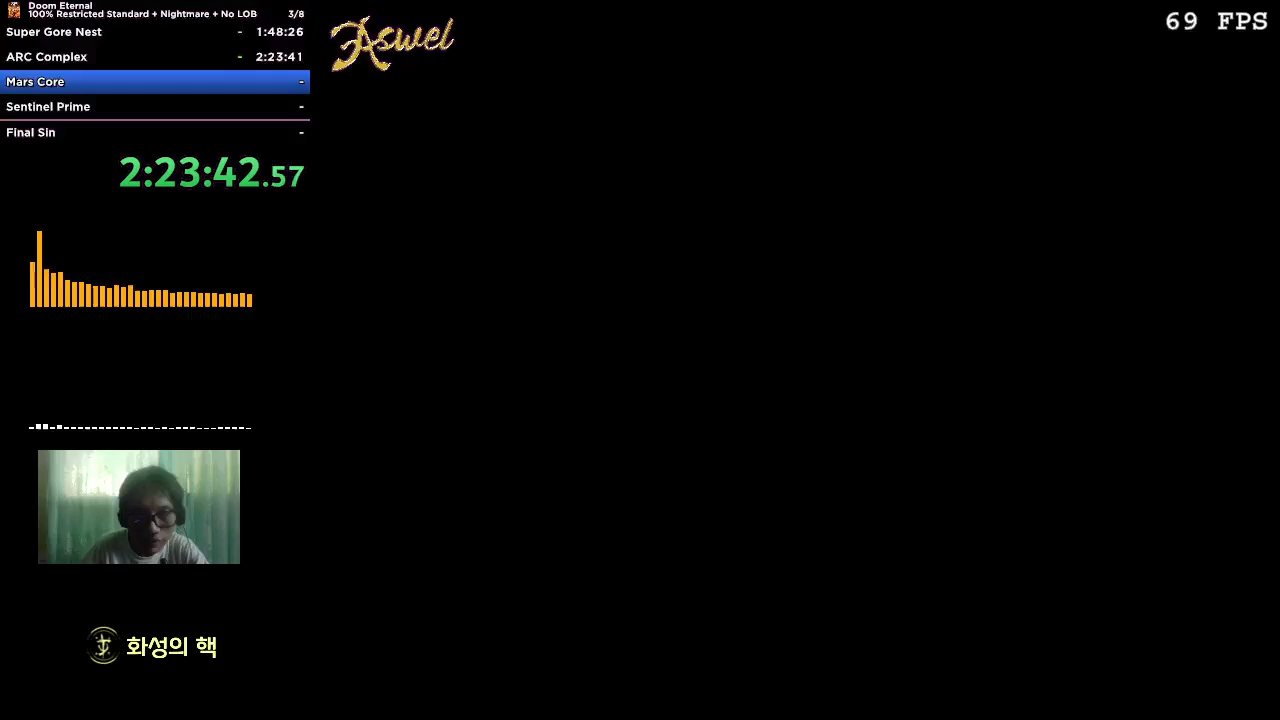 Doom Eternal
100% Restricted Standard + Nightmare + No LOB 3/8
Super Gore Nest - 1:48:26
ARC Complex - 2:23:41
Mars Core -
Sentinel Prime -
Final Sin -
2:23:42.57
Aswel
69 FPS
화성의 핵